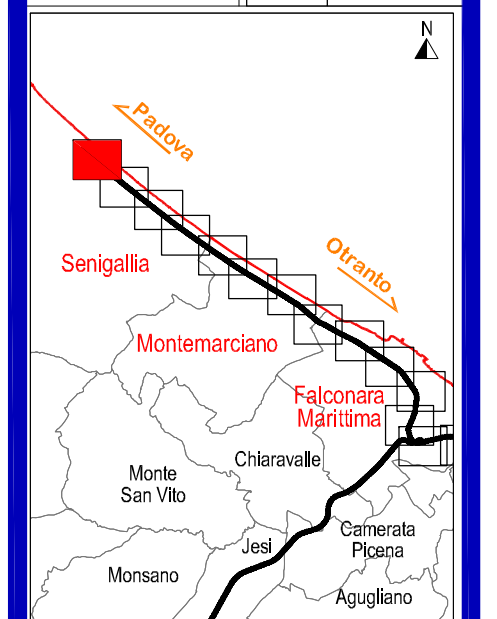 N
Padova
Otranto
Senigallia
Montemarciano
Falconara
Marittima
Chiaravalle
Monte
San Vito
Camerata
Picena
Jesi
Monsano
Agugliano